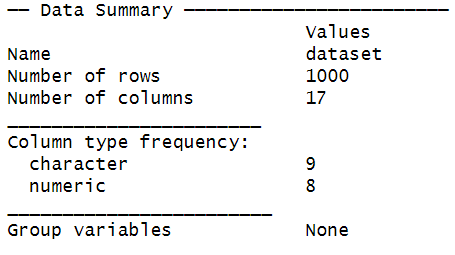 ── Data Summary ────────────────────────
                           Values
Name                       dataset
Number of rows             1000
Number of columns          17
_______________________
Column type frequency:
  character                9
  numeric                  8
________________________
Group variables            None